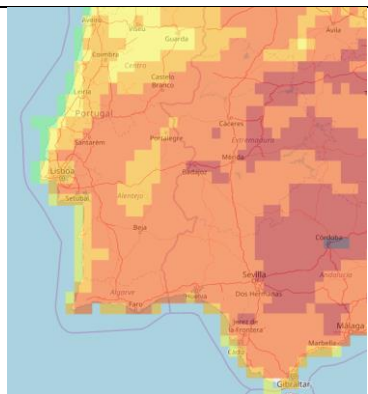 Aveiro
Viseu
Guarda
Ávila
Coimbra
Centro
Castelo
Branco
Leiria
Portugal
Santarém
Portalegre
Cáceres
Extremadura
Mérida
Lisboa
Badajoz
Setúbal
Alentejo
Beja
Córdoba
Sevilla
Andalucía
Algarve
Faro
Huelva
Dos Hermanas
Jerez de
la Frontera
Málaga
Cádiz
Marbella
Gibraltar